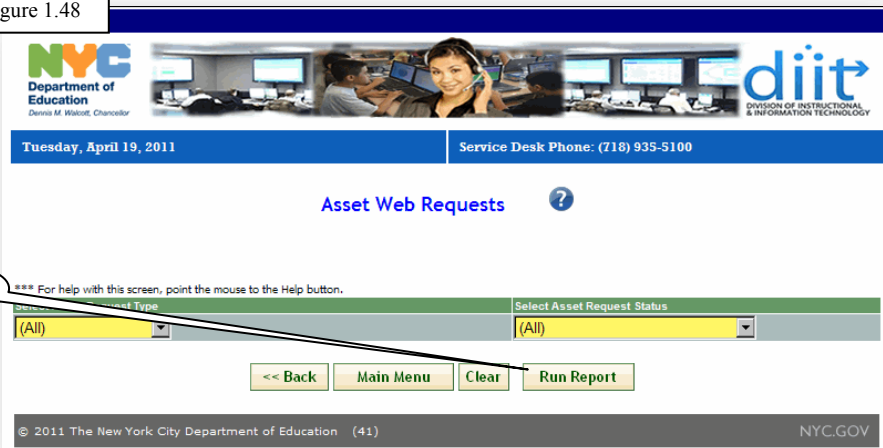 gure 1.48
NYC
Department of
Education
Dennis M. Walcott, Chancellor
diit
DIVISION OF INSTRUCTIONAL
& INFORMATION TECHNOLOGY
Tuesday, April 19, 2011 Service Desk Phone: (718) 935-5100
Asset Web Requests ?
*** For help with this screen, point the mouse to the Help button.
Request Type Select Asset Request Status
(All) (All)
<< Back Main Menu Clear Run Report
© 2011 The New York City Department of Education (41) NYC.GOV